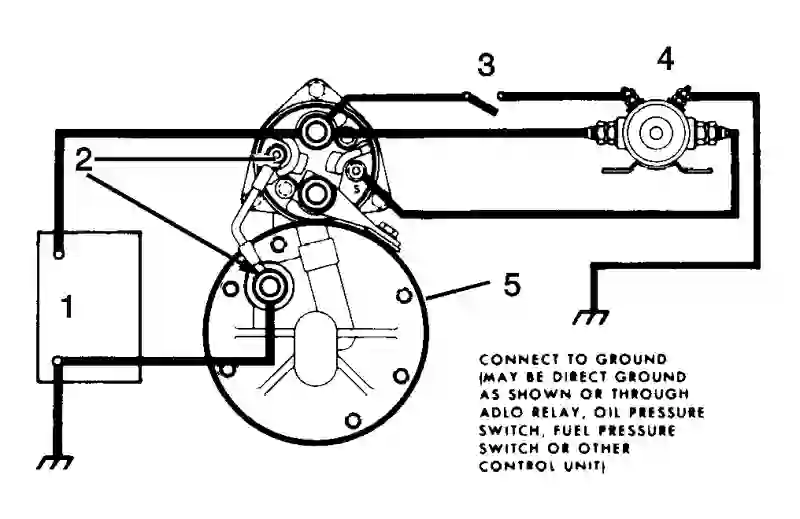 3
4
2
S
5
1
CONNECT TO GROUND
(MAY BE DIRECT GROUND
AS SHOWN OR THROUGH
ADLO RELAY, OIL PRESSURE
SWITCH, FUEL PRESSURE
SWITCH OR OTHER
CONTROL UNIT)